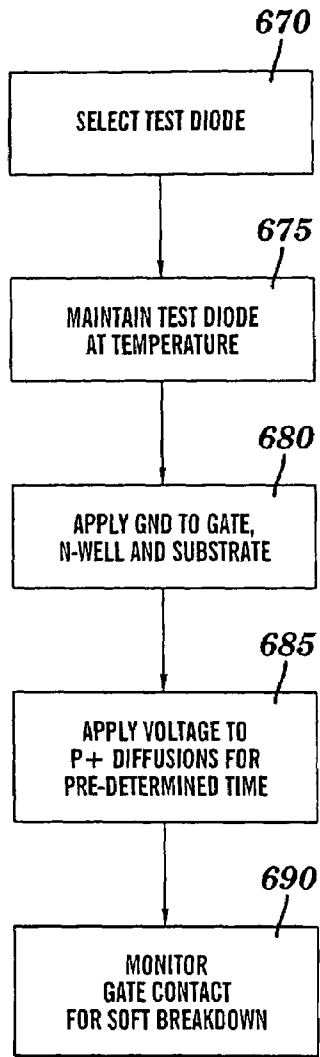 670
SELECT TEST DIODE
675
MAINTAIN TEST DIODE
AT TEMPERATURE
680
APPLY GND TO GATE,
N-WELL AND SUBSTRATE
685
APPLY VOLTAGE TO
P+ DIFFUSIONS FOR
PRE-DETERMINED TIME
690
MONITOR
GATE CONTACT
FOR SOFT BREAKDOWN